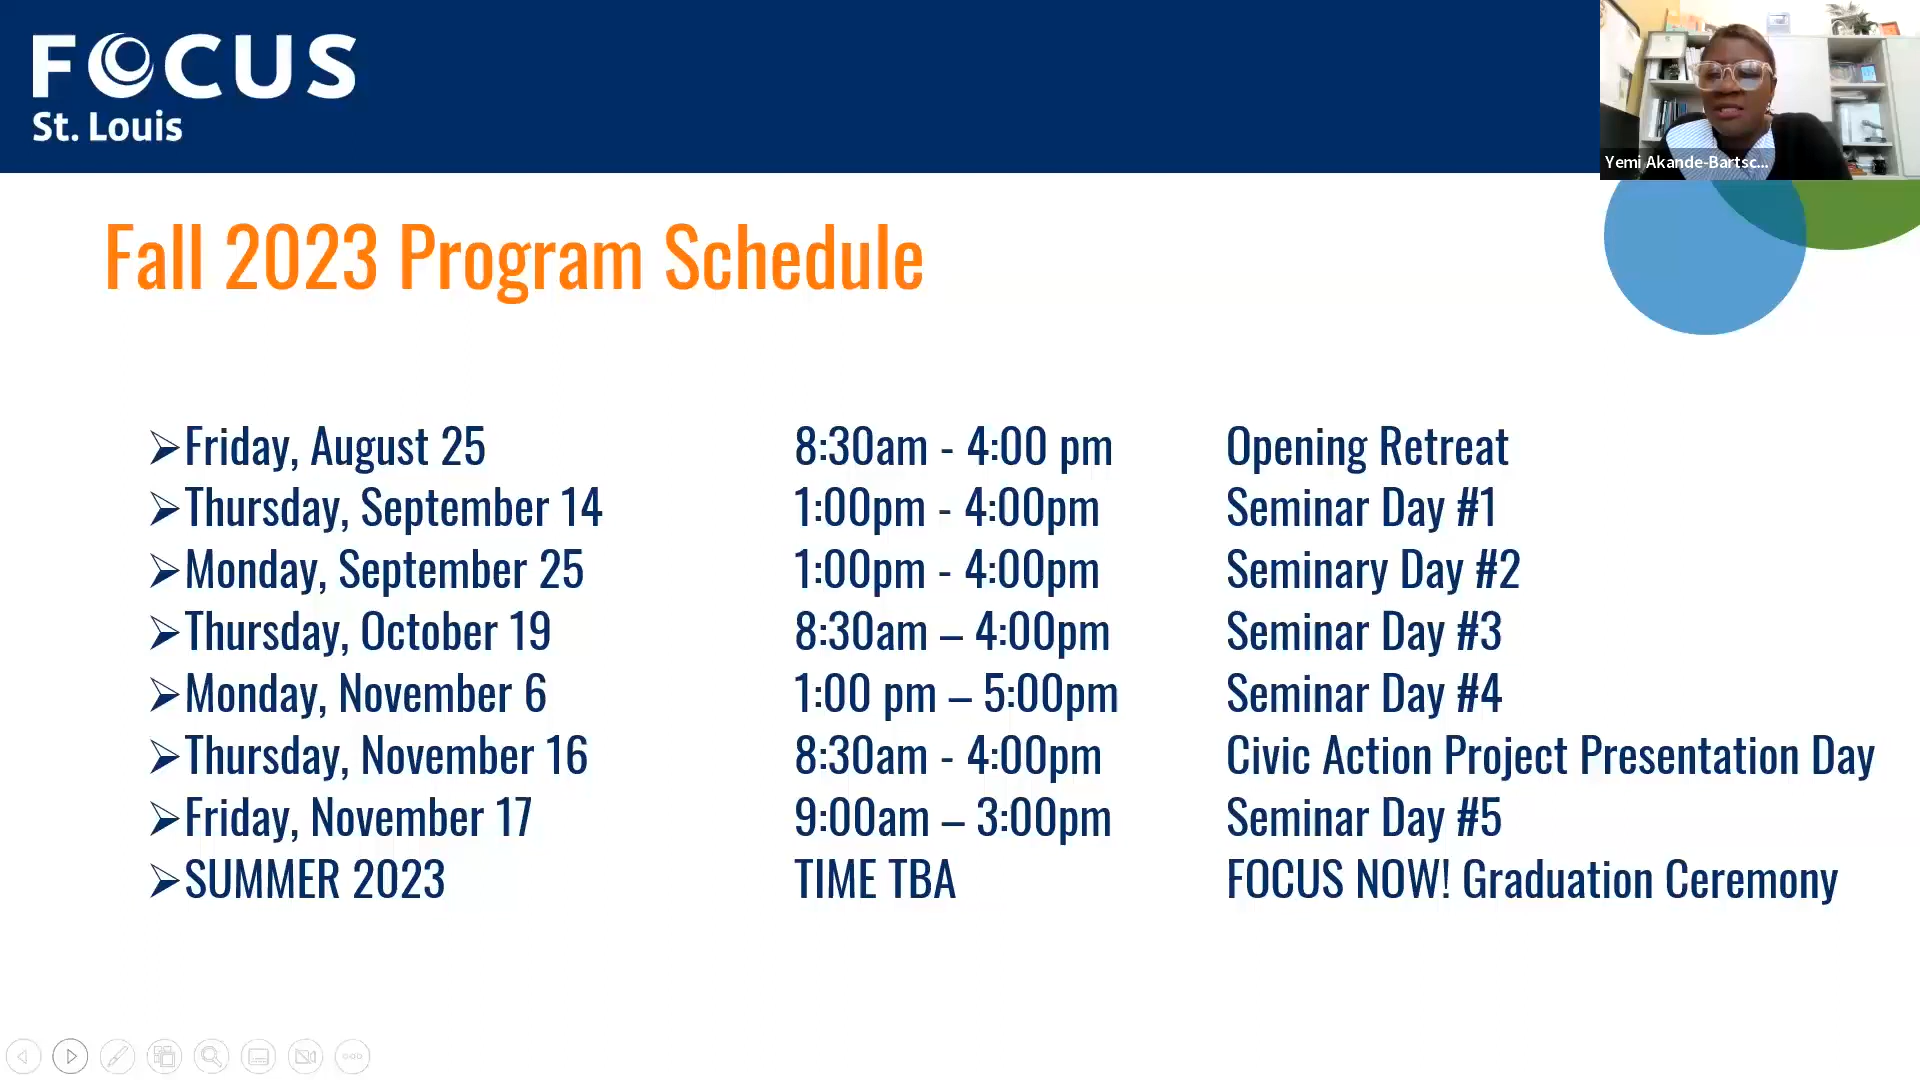 FOCUS
St. Louis
Yemi Akande-Bartsc...
Fall 2023 Program Schedule
Friday, August 25 8:30am - 4:00 pm Opening Retreat
Thursday, September 14 1:00pm - 4:00pm Seminar Day #1
Monday, September 25 1:00pm - 4:00pm Seminary Day #2
Thursday, October 19 8:30am – 4:00pm Seminar Day #3
Monday, November 6 1:00 pm – 5:00pm Seminar Day #4
Thursday, November 16 8:30am - 4:00pm Civic Action Project Presentation Day
Friday, November 17 9:00am – 3:00pm Seminar Day #5
SUMMER 2023 TIME TBA FOCUS NOW! Graduation Ceremony